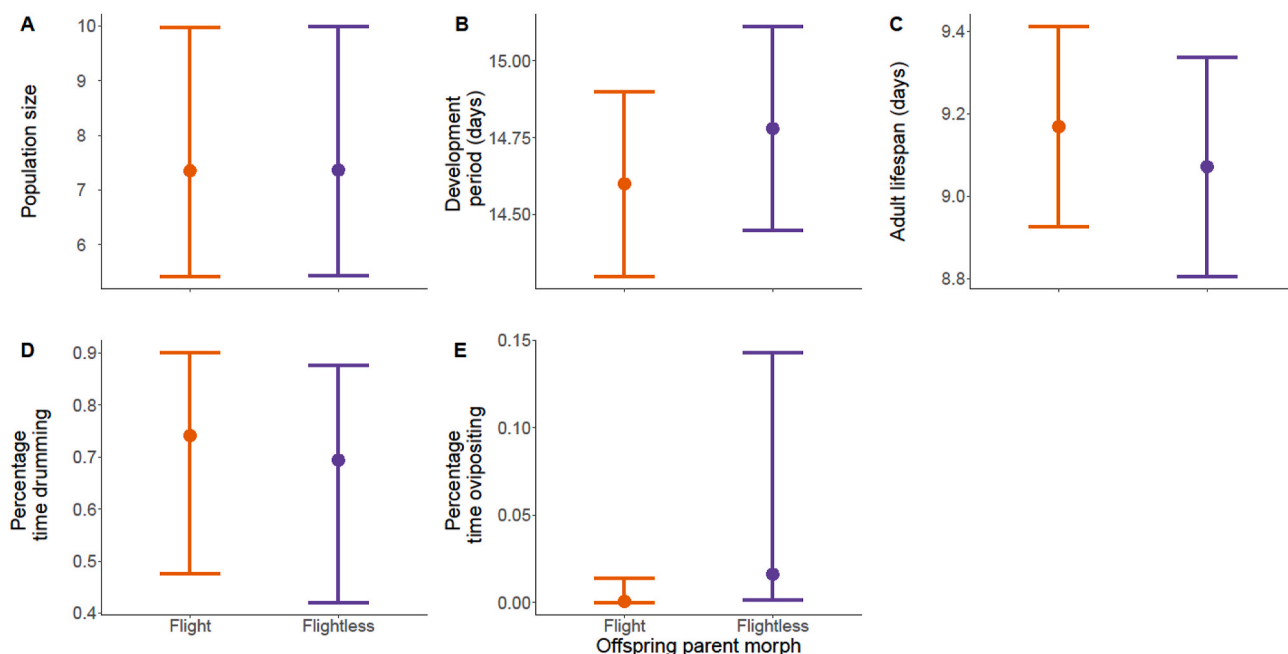 A
Population size
10
9
8
7
6
B
Development
period (days)
15.00
14.75
14.50
C
Adult lifespan (days)
9.4
9.2
9.0
8.8
D
Percentage
time drumming
0.9
0.8
0.7
0.6
0.5
0.4
Flight Flightless
E
Percentage
time ovipositing
0.15
0.10
0.05
0.00
Flight Flightless
Offspring parent morph